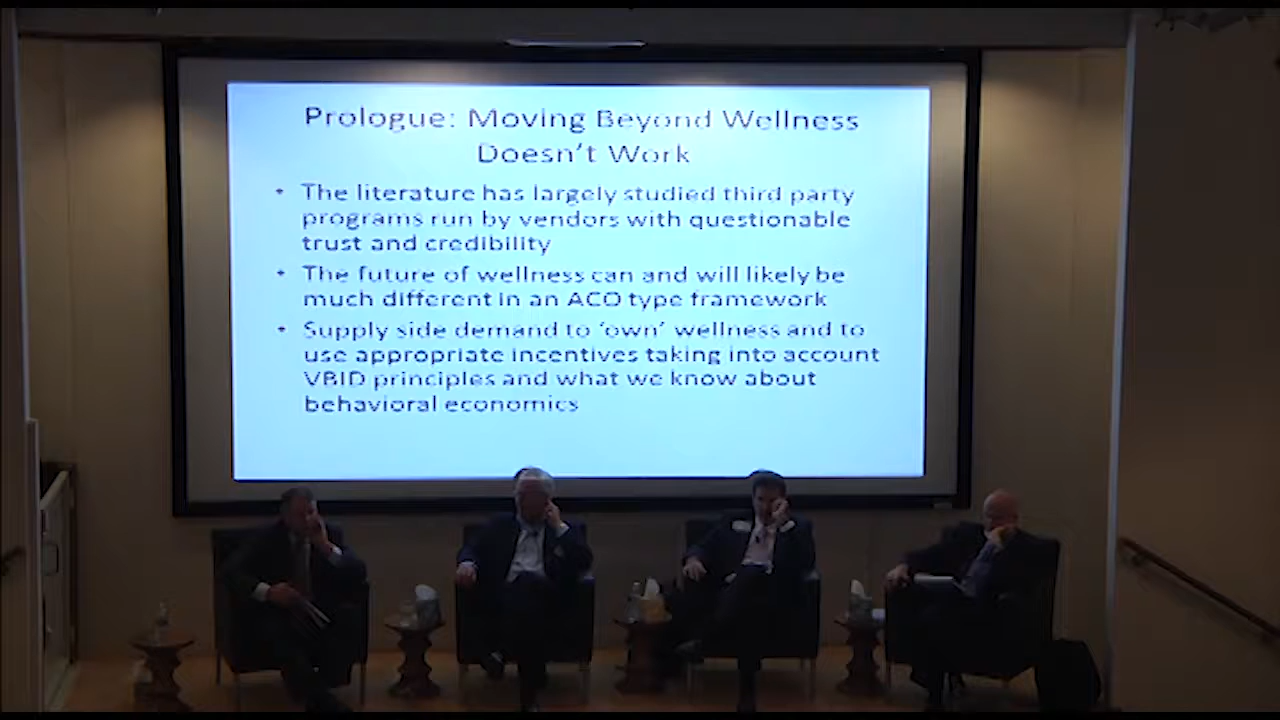 Prologue: Moving Beyond Wellness
Doesn't Work
• The literature has largely studied third party
programs run by vendors with questionable
trust and credibility
• The future of wellness can and will likely be
much different in an ACO type framework
• Supply side demand to 'own' wellness and to
use appropriate incentives taking into account
VBID principles and what we know about
behavioral economics